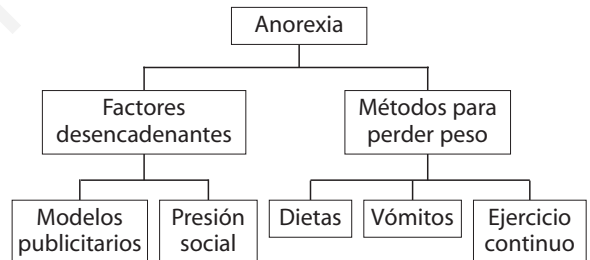 Anorexia
Factores
desencadenantes
Métodos para
perder peso
Modelos
publicitarios
Presión
social
Dietas
Vómitos
Ejercicio
continuo